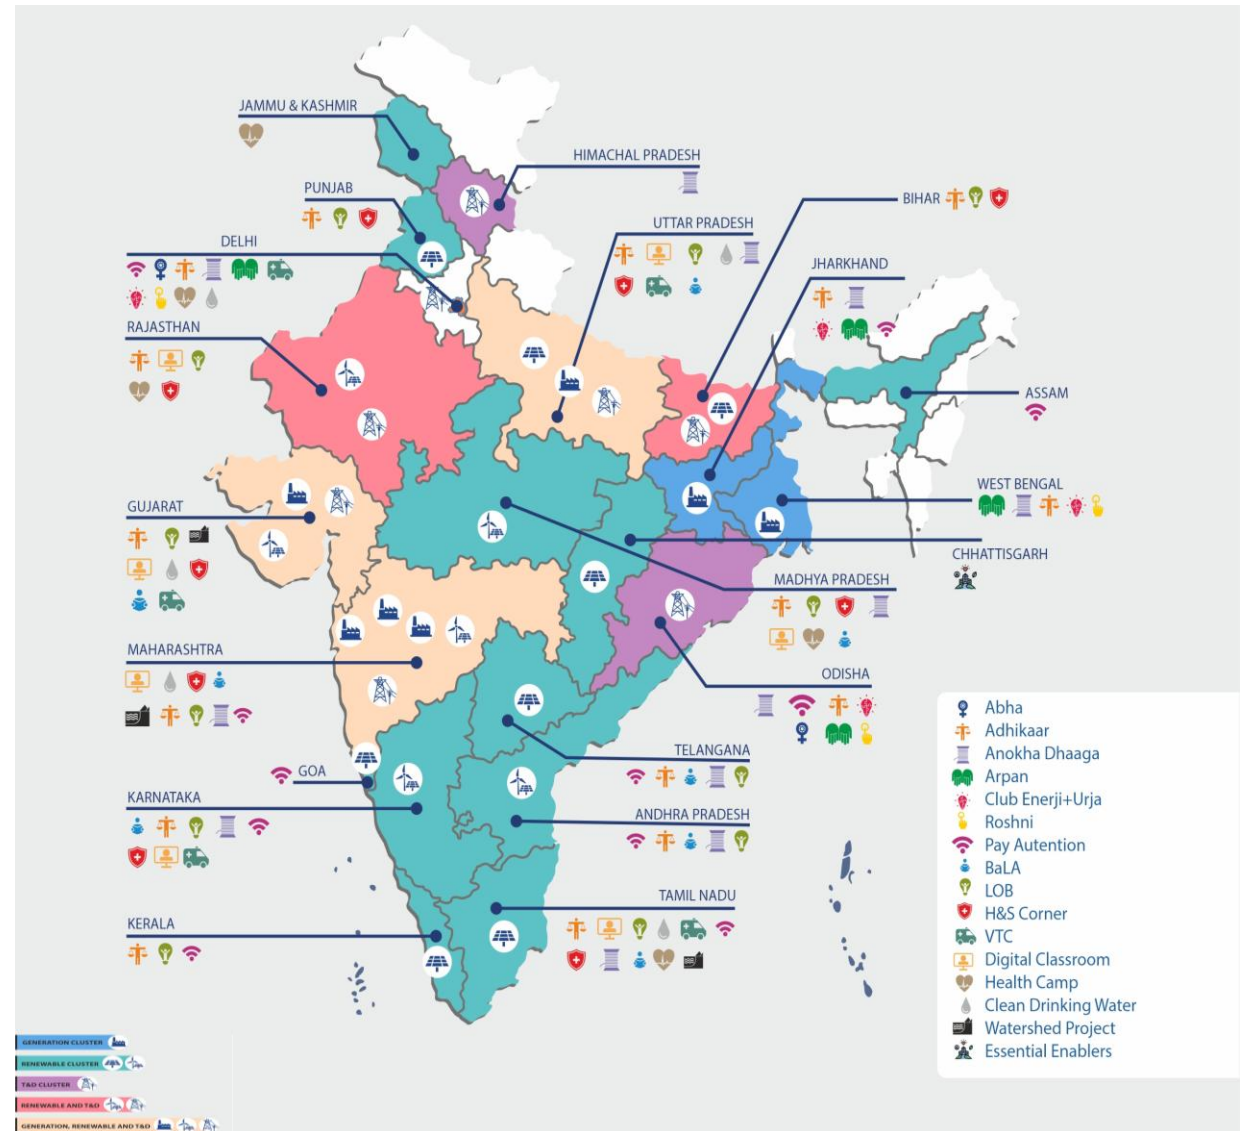 JAMMU & KASHMIR
HIMACHAL PRADESH
PUNJAB
BIHAR
UTTAR PRADESH
DELHI
JHARKHAND
RAJASTHAN
ASSAM
WEST BENGAL
GUJARAT
CHHATTISGARH
MADHYA PRADESH
MAHARASHTRA
ODISHA
TELANGANA
GOA
KARNATAKA
ANDHRA PRADESH
TAMIL NADU
KERALA
Abha
Adhikaar
Anokha Dhaaga
Arpan
Club Enerji+Urja
Roshni
Pay Autention
BaLA
LOB
H&S Corner
VTC
Digital Classroom
Health Camp
Clean Drinking Water
Watershed Project
Essential Enablers
GENERATION CLUSTER
RENEWABLE CLUSTER
T&D CLUSTER
RENEWABLE AND T&D
GENERATION, RENEWABLE AND T&D